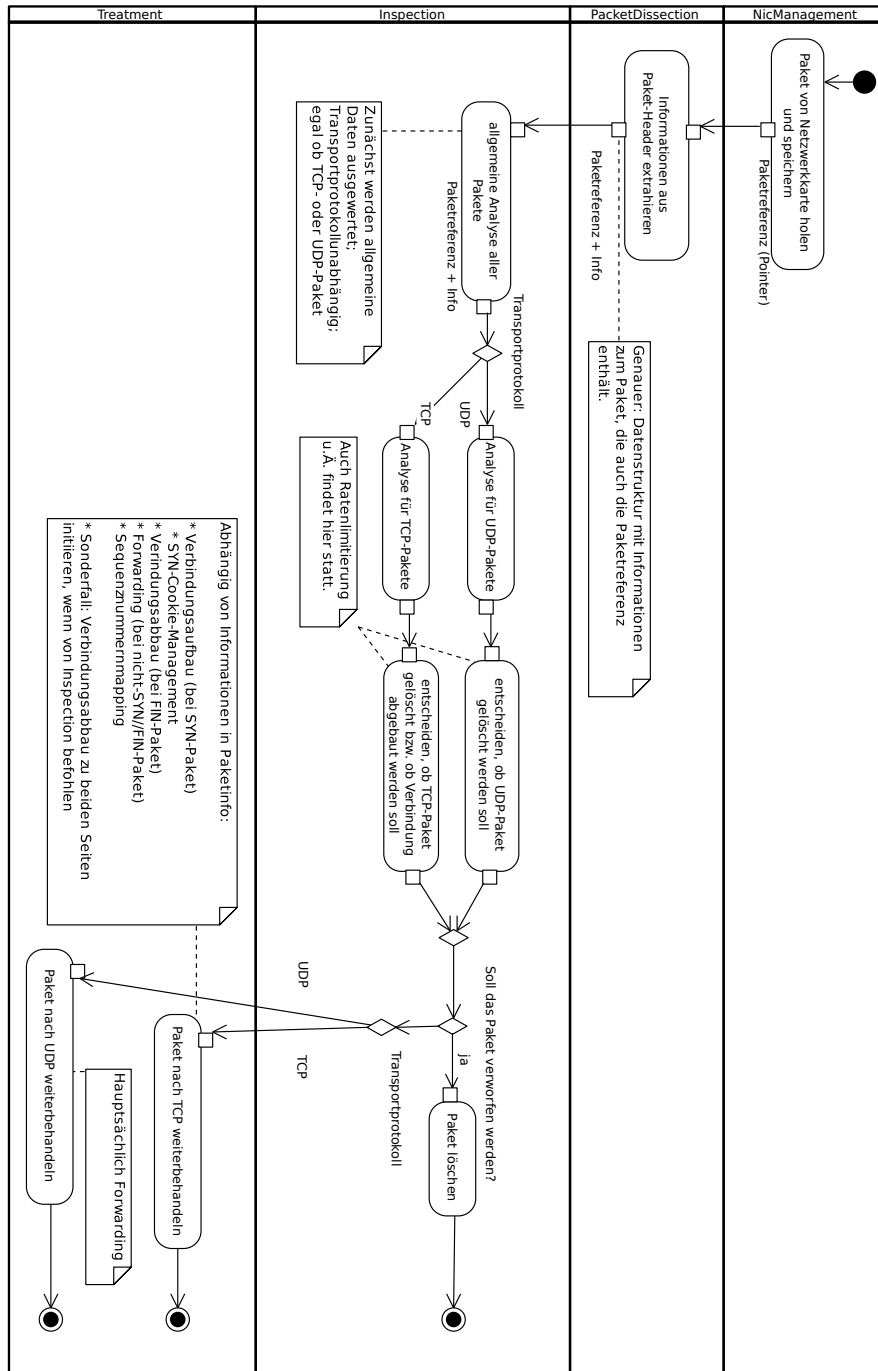 Treatment
Inspection
PacketDissection
NicManagement
Paket von Netzwerkkarte holen
und speichern
Paketreferenz (Pointer)
Informationen aus
Paket-Header extrahieren
Paketreferenz + Info
Genauer: Datenstruktur mit Informationen
zum Paket, die auch die Paketreferenz
enthält.
allgemeine Analyse aller
Pakete
Paketreferenz + Info
Zunächst werden allgemeine
Daten ausgewertet;
Transportprotokollunabhängig;
egal ob TCP- oder UDP-Paket
Transportprotokoll
UDP
TCP
Analyse für UDP-Pakete
Analyse für TCP-Pakete
Auch Ratenlimitierung
u.Ä. findet hier statt.
entscheiden, ob UDP-Paket
gelöscht werden soll
entscheiden, ob TCP-Paket
gelöscht bzw. ob Verbindung
abgebaut werden soll
Soll das Paket verworfen werden?
ja
Paket löschen
Transportprotokoll
UDP
TCP
Abhängig von Informationen in Paketinfo:
* Verbindungsaufbau (bei SYN-Paket)
* SYN-Cookie-Management
* Verindungsabbau (bei FIN-Paket)
* Forwarding (bei nicht-SYN//FIN-Paket)
* Sequenznummernmapping
* Sonderfall: Verbindungsabbau zu beiden Seiten
initiieren, wenn von Inspection befohlen
Paket nach TCP weiterbehandeln
Hauptsächlich Forwarding
Paket nach UDP weiterbehandeln